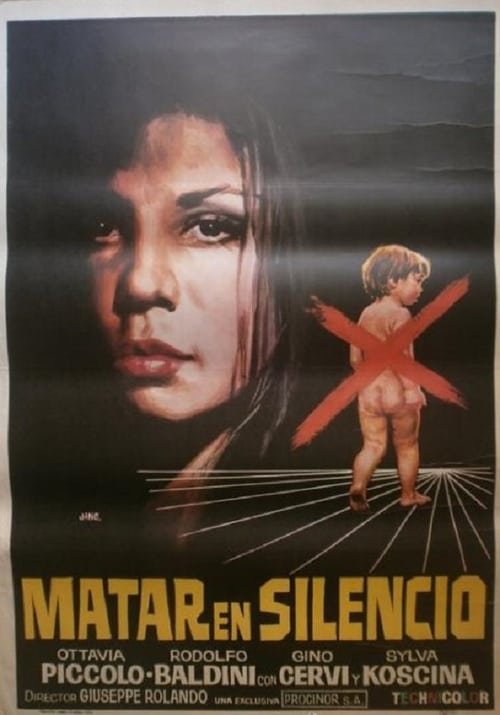 JANO
MATAR EN SILENCIO
OTTAVIA RODOLFO GINO SYLVA
PICCOLO · BALDINI CON CERVI Y KOSCINA
DIRECTOR GIUSEPPE ROLANDO UNA EXCLUSIVA PROCINOR S.A. TECHNICOLOR